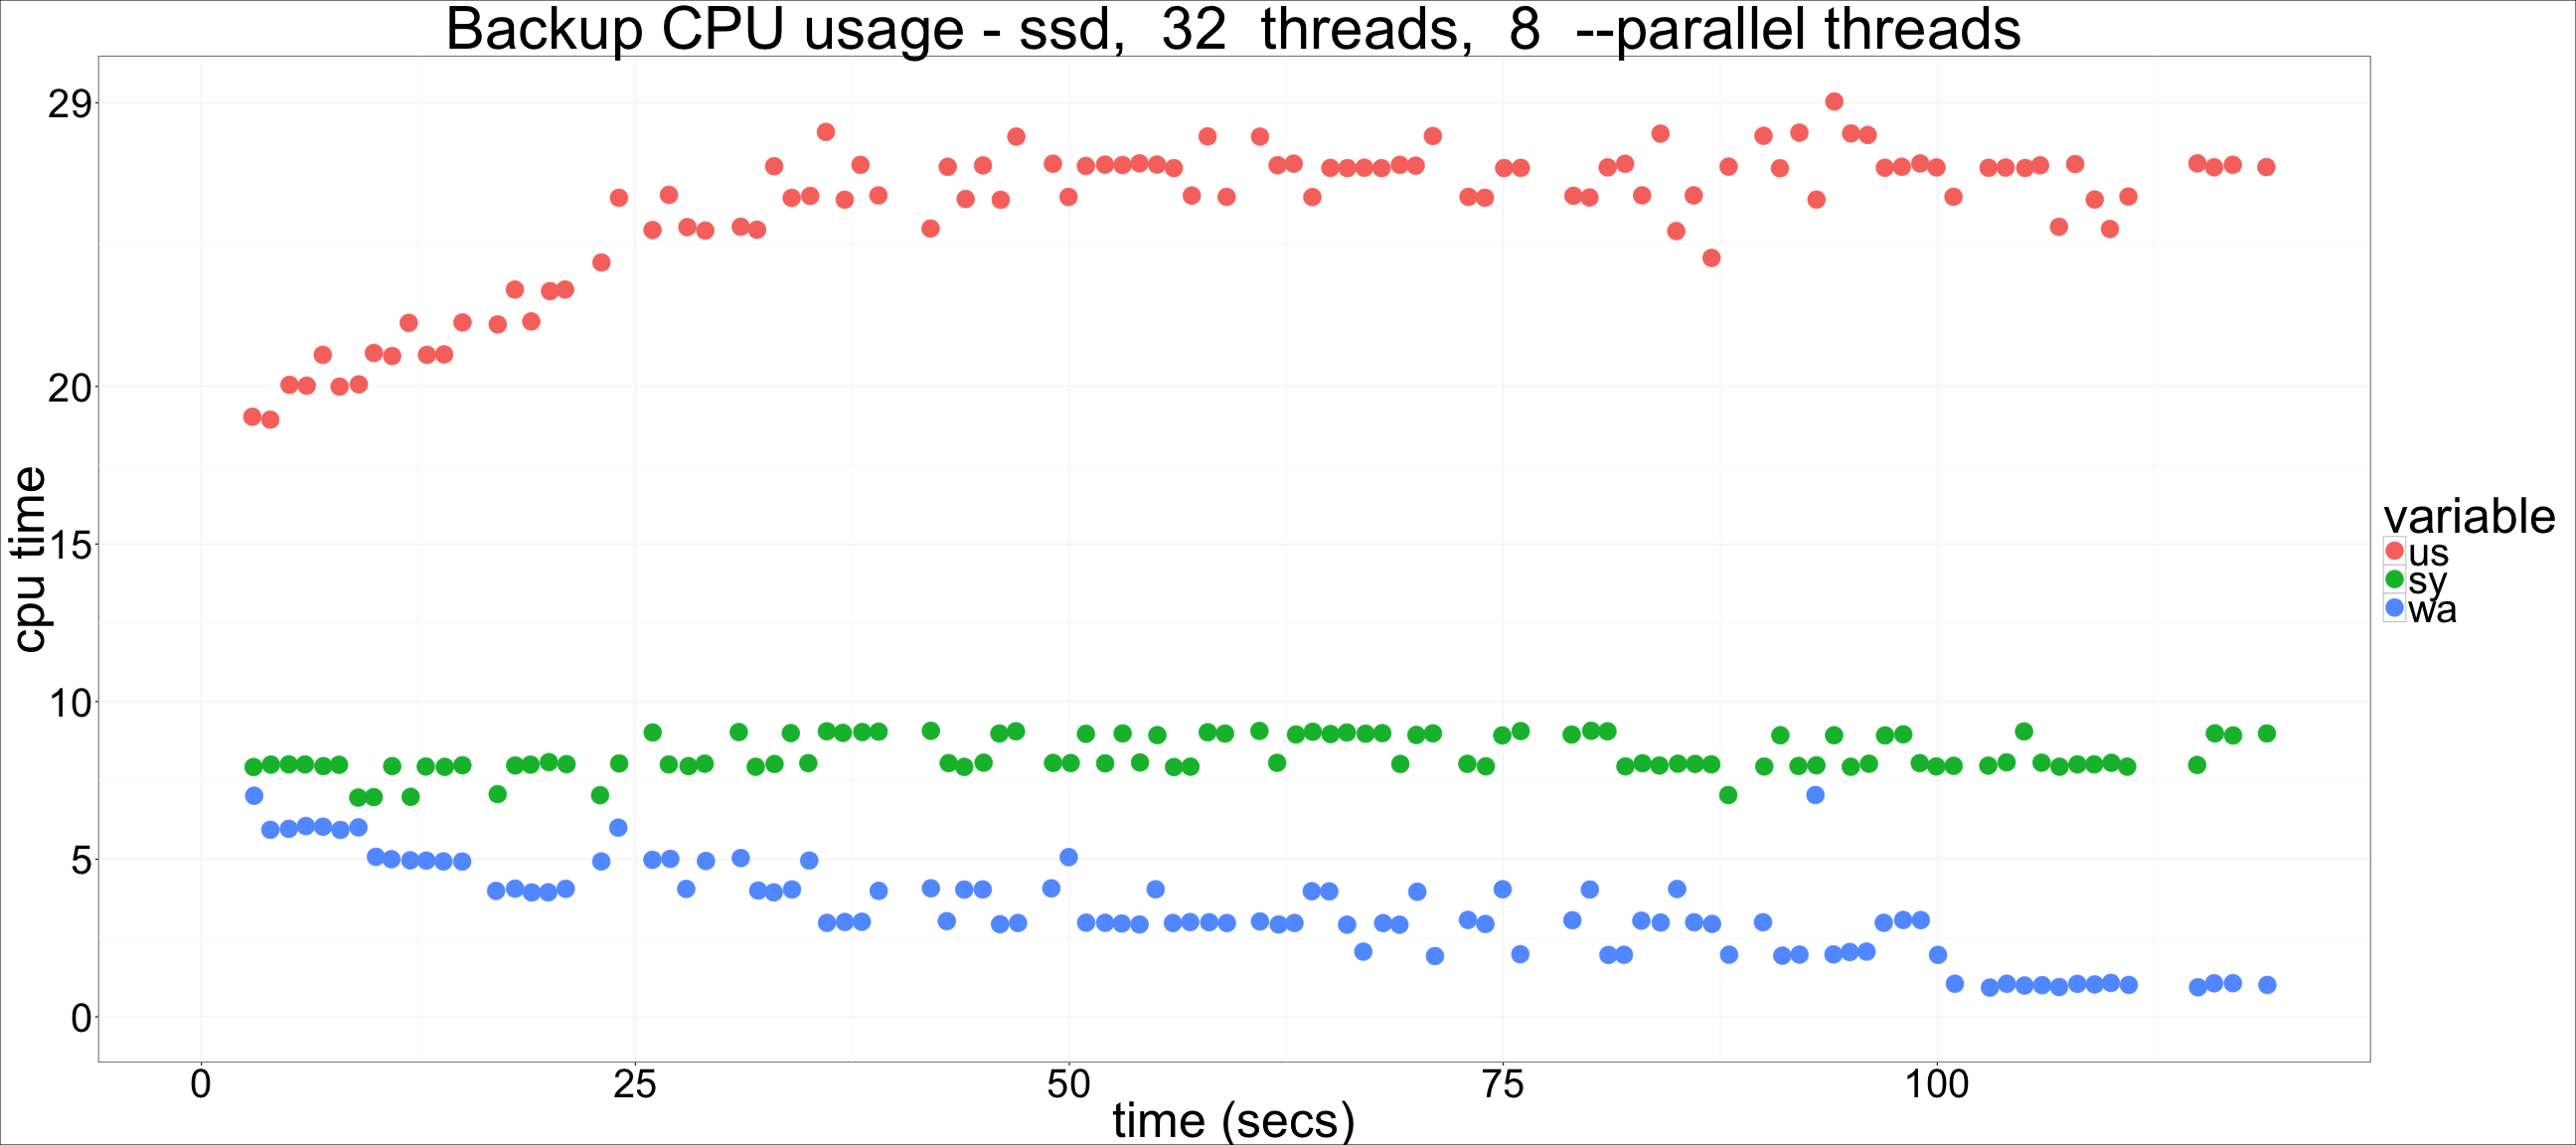 Backup CPU usage - ssd,  32  threads,  8  --parallel threads
29
20
15
10
5
0
cpu time
0 25 50 75 100
time (secs)
variable
us
sy
wa